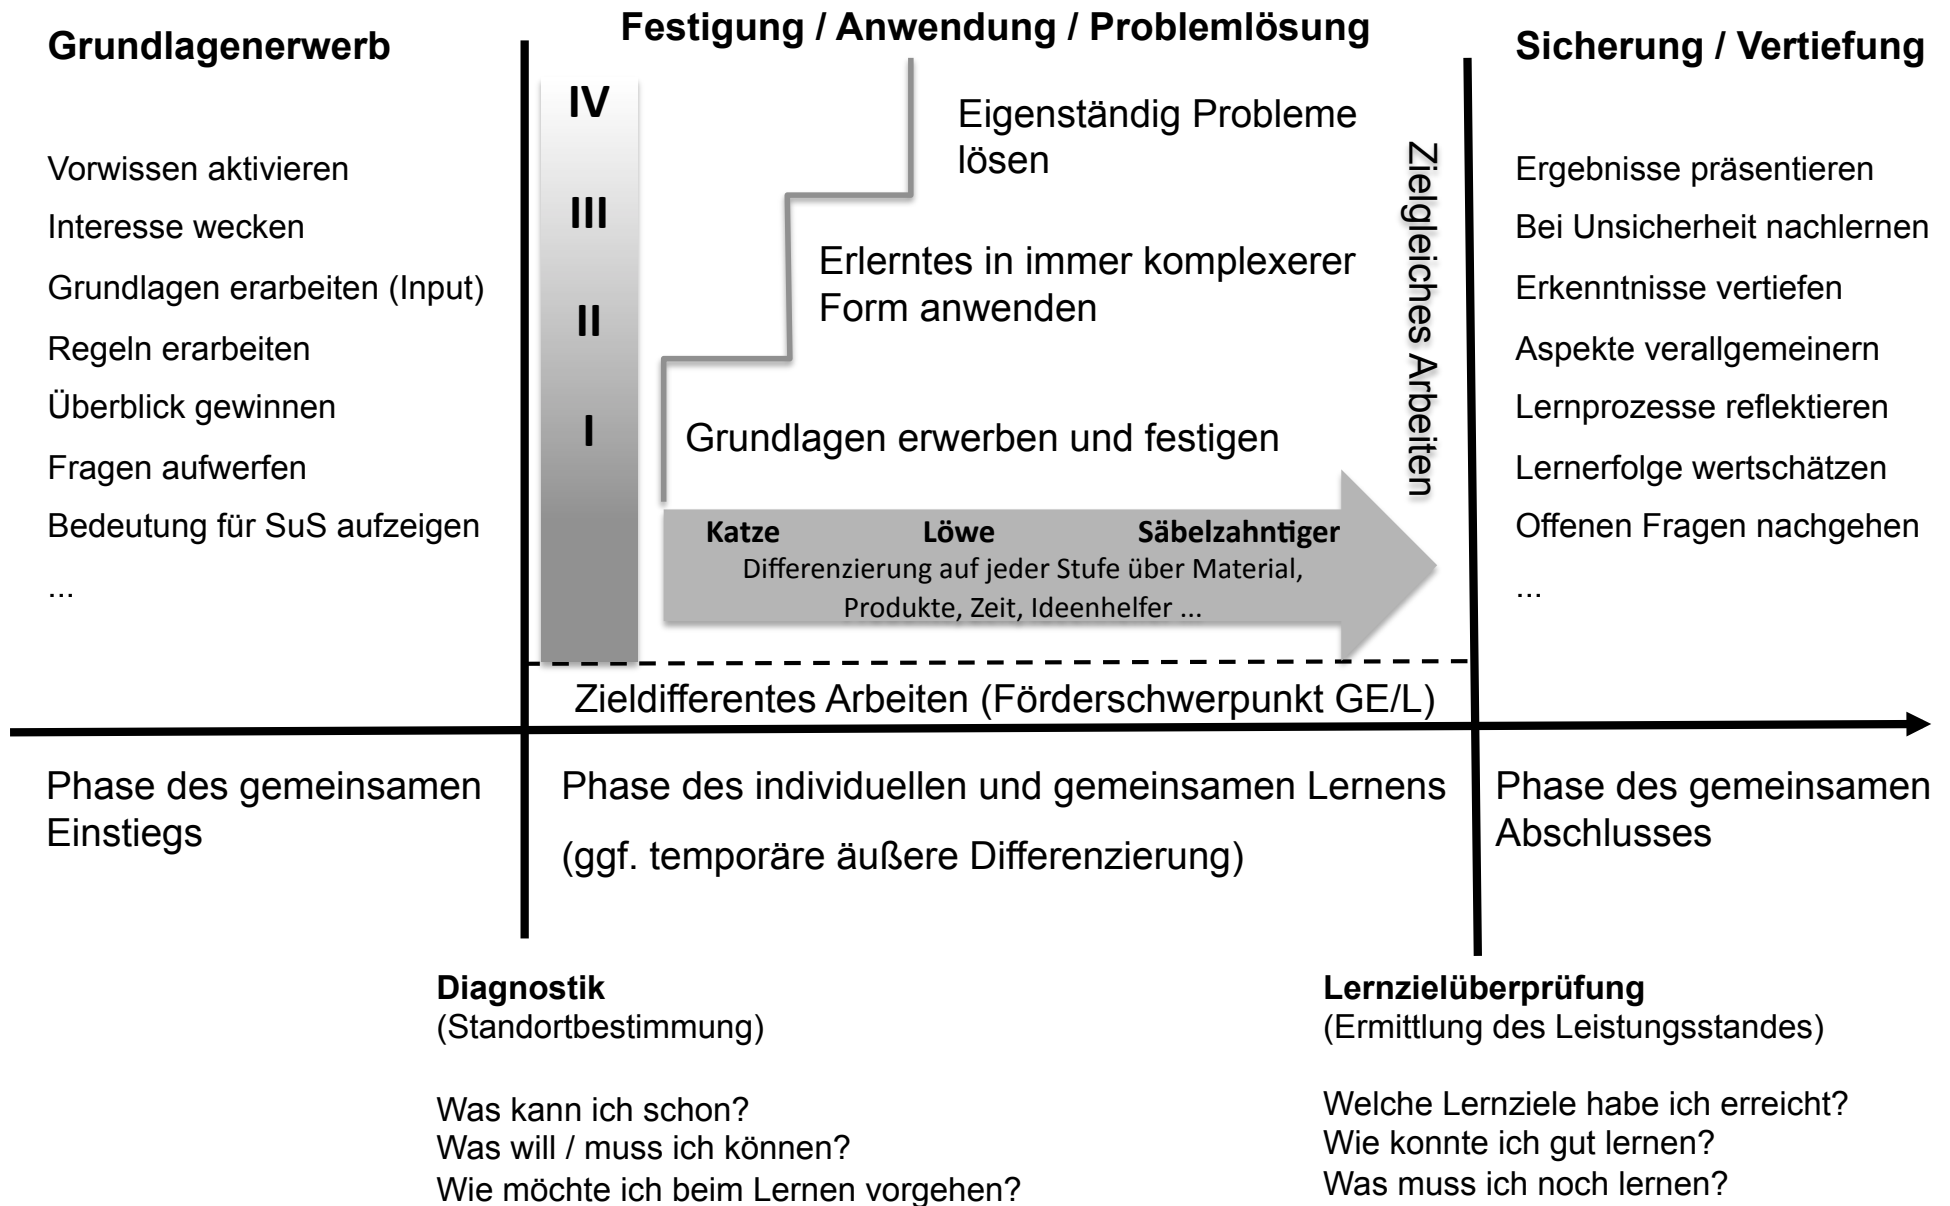 Grundlagenerwerb
Vorwissen aktivieren
Interesse wecken
Grundlagen erarbeiten (Input)
Regeln erarbeiten
Überblick gewinnen
Fragen aufwerfen
Bedeutung für SuS aufzeigen
...
Festigung / Anwendung / Problemlösung
IV
III
II
I
Eigenständig Probleme
lösen
Erlerntes in immer komplexerer
Form anwenden
Grundlagen erwerben und festigen
Zielgleiches Arbeiten
Katze Löwe Säbelzahntiger
Differenzierung auf jeder Stufe über Material,
Produkte, Zeit, Ideenhelfer ...
Zieldifferentes Arbeiten (Förderschwerpunkt GE/L)
Sicherung / Vertiefung
Ergebnisse präsentieren
Bei Unsicherheit nachlernen
Erkenntnisse vertiefen
Aspekte verallgemeinern
Lernprozesse reflektieren
Lernerfolge wertschätzen
Offenen Fragen nachgehen
...
Phase des gemeinsamen
Einstiegs
Phase des individuellen und gemeinsamen Lernens
(ggf. temporäre äußere Differenzierung)
Phase des gemeinsamen
Abschlusses
Diagnostik
(Standortbestimmung)
Was kann ich schon?
Was will / muss ich können?
Wie möchte ich beim Lernen vorgehen?
Lernzielüberprüfung
(Ermittlung des Leistungsstandes)
Welche Lernziele habe ich erreicht?
Wie konnte ich gut lernen?
Was muss ich noch lernen?